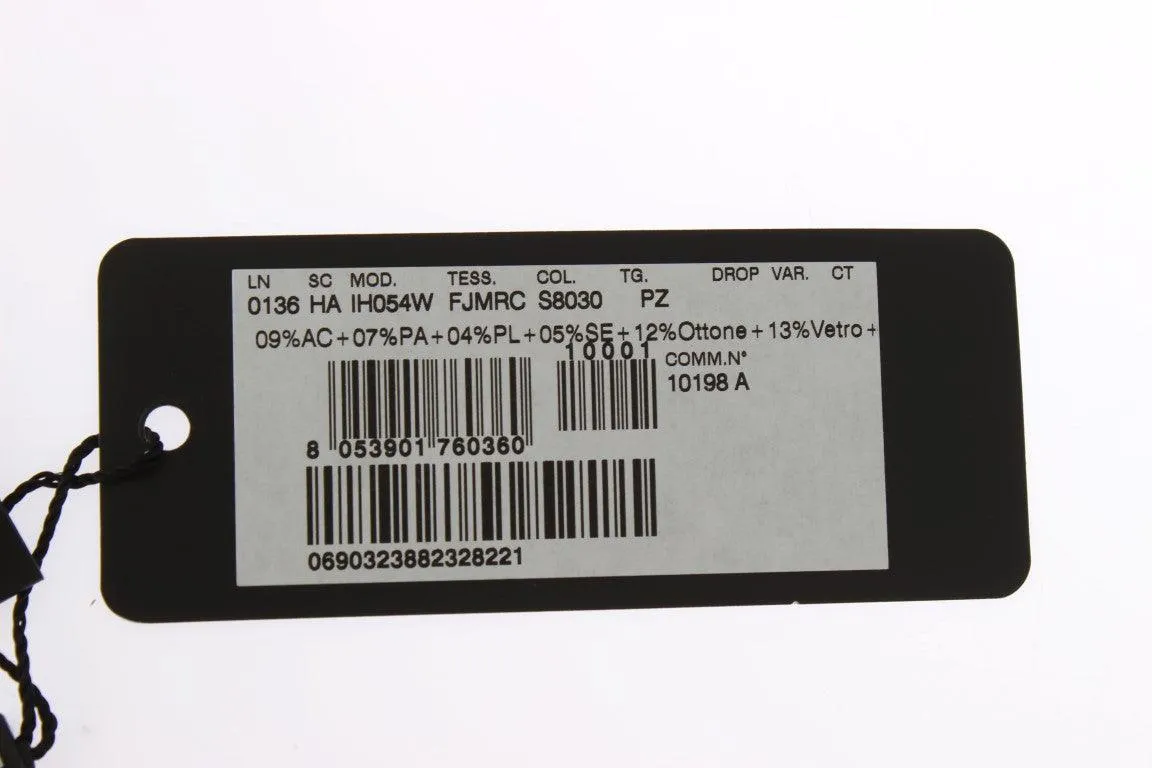 LN SC MOD. TESS. COL. TG. DROP VAR. CT
0136 HA IH054W FJMRC S8030 PZ
09%AC+07%PA+04%PL+05%SE+12%Ottone+13%Vetro+
10001
COMM.N°
10198 A
8 053901 760360
0690323882328221